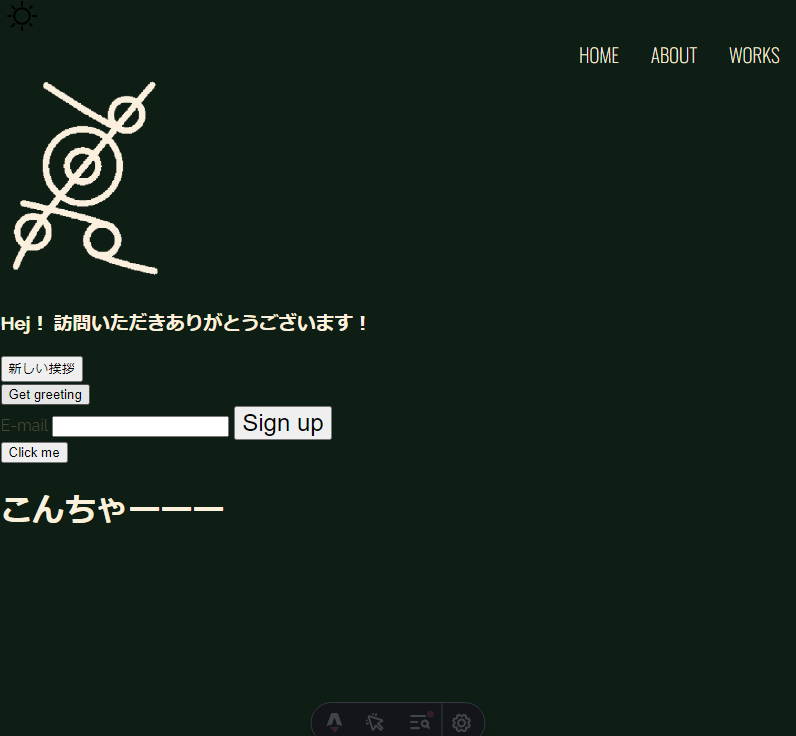 HOME ABOUT WORKS
Hej！ 訪問いただきありがとうございます！
新しい挨拶
Get greeting
E-mail Sign up
Click me
こんちゃーーー